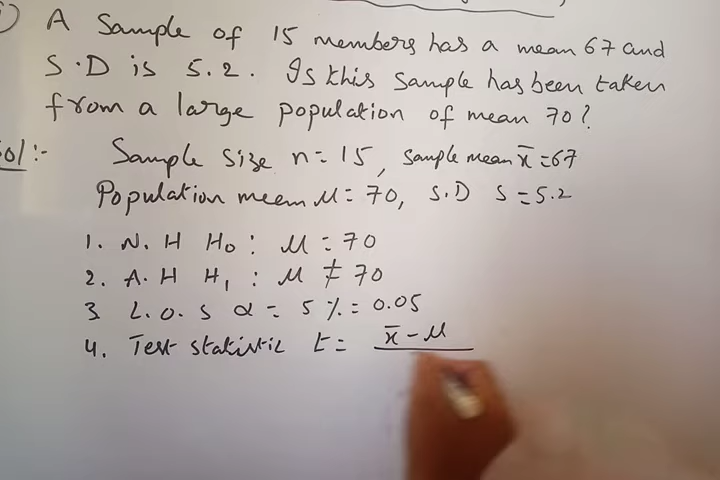 A Sample of 15 members has a mean 67 and
S.D is 5.2. Is this sample has been taken
from a large population of mean 70?
Sol:- Sample size n=15, sample mean x̄=67
Population meem μ=70, S.D S=5.2
1. N.H H₀: μ=70
2. A.H H₁: μ≠70
3 L.O.S α= 5%=0.05
4. Test statistic t= x̄-μ